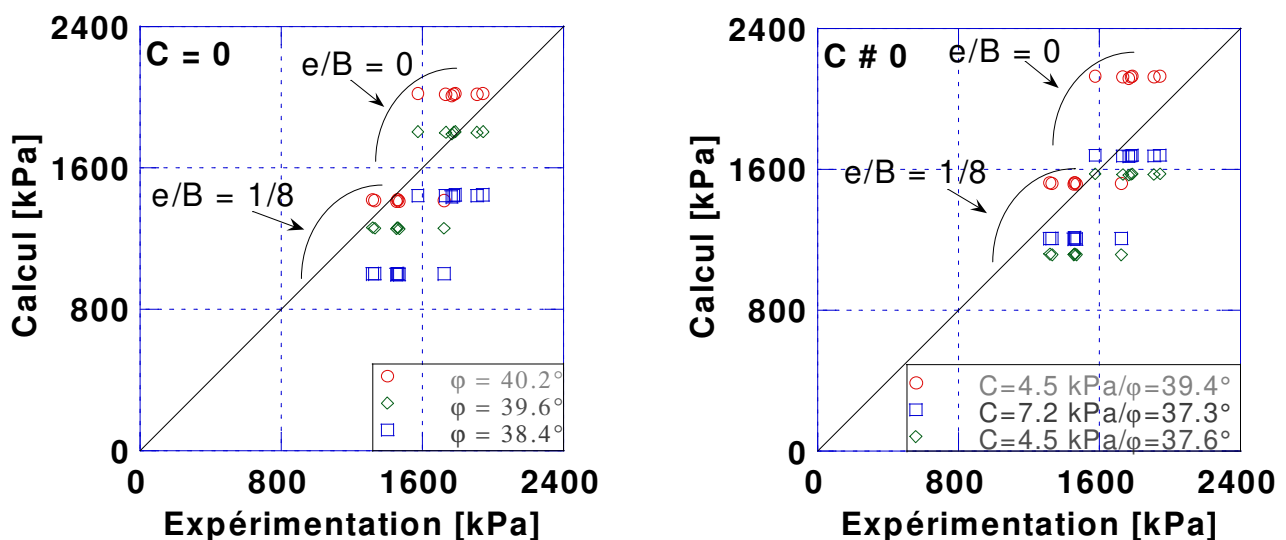 2400
C = 0
e/B = 0
1600
e/B = 1/8
800
0
φ = 40.2°
φ = 39.6°
φ = 38.4°
0
800
1600
2400
Calcul [kPa]
Expérimentation [kPa]
2400
C # 0
e/B = 0
1600
e/B = 1/8
800
0
C=4.5 kPa/φ=39.4°
C=7.2 kPa/φ=37.3°
C=4.5 kPa/φ=37.6°
0
800
1600
2400
Calcul [kPa]
Expérimentation [kPa]